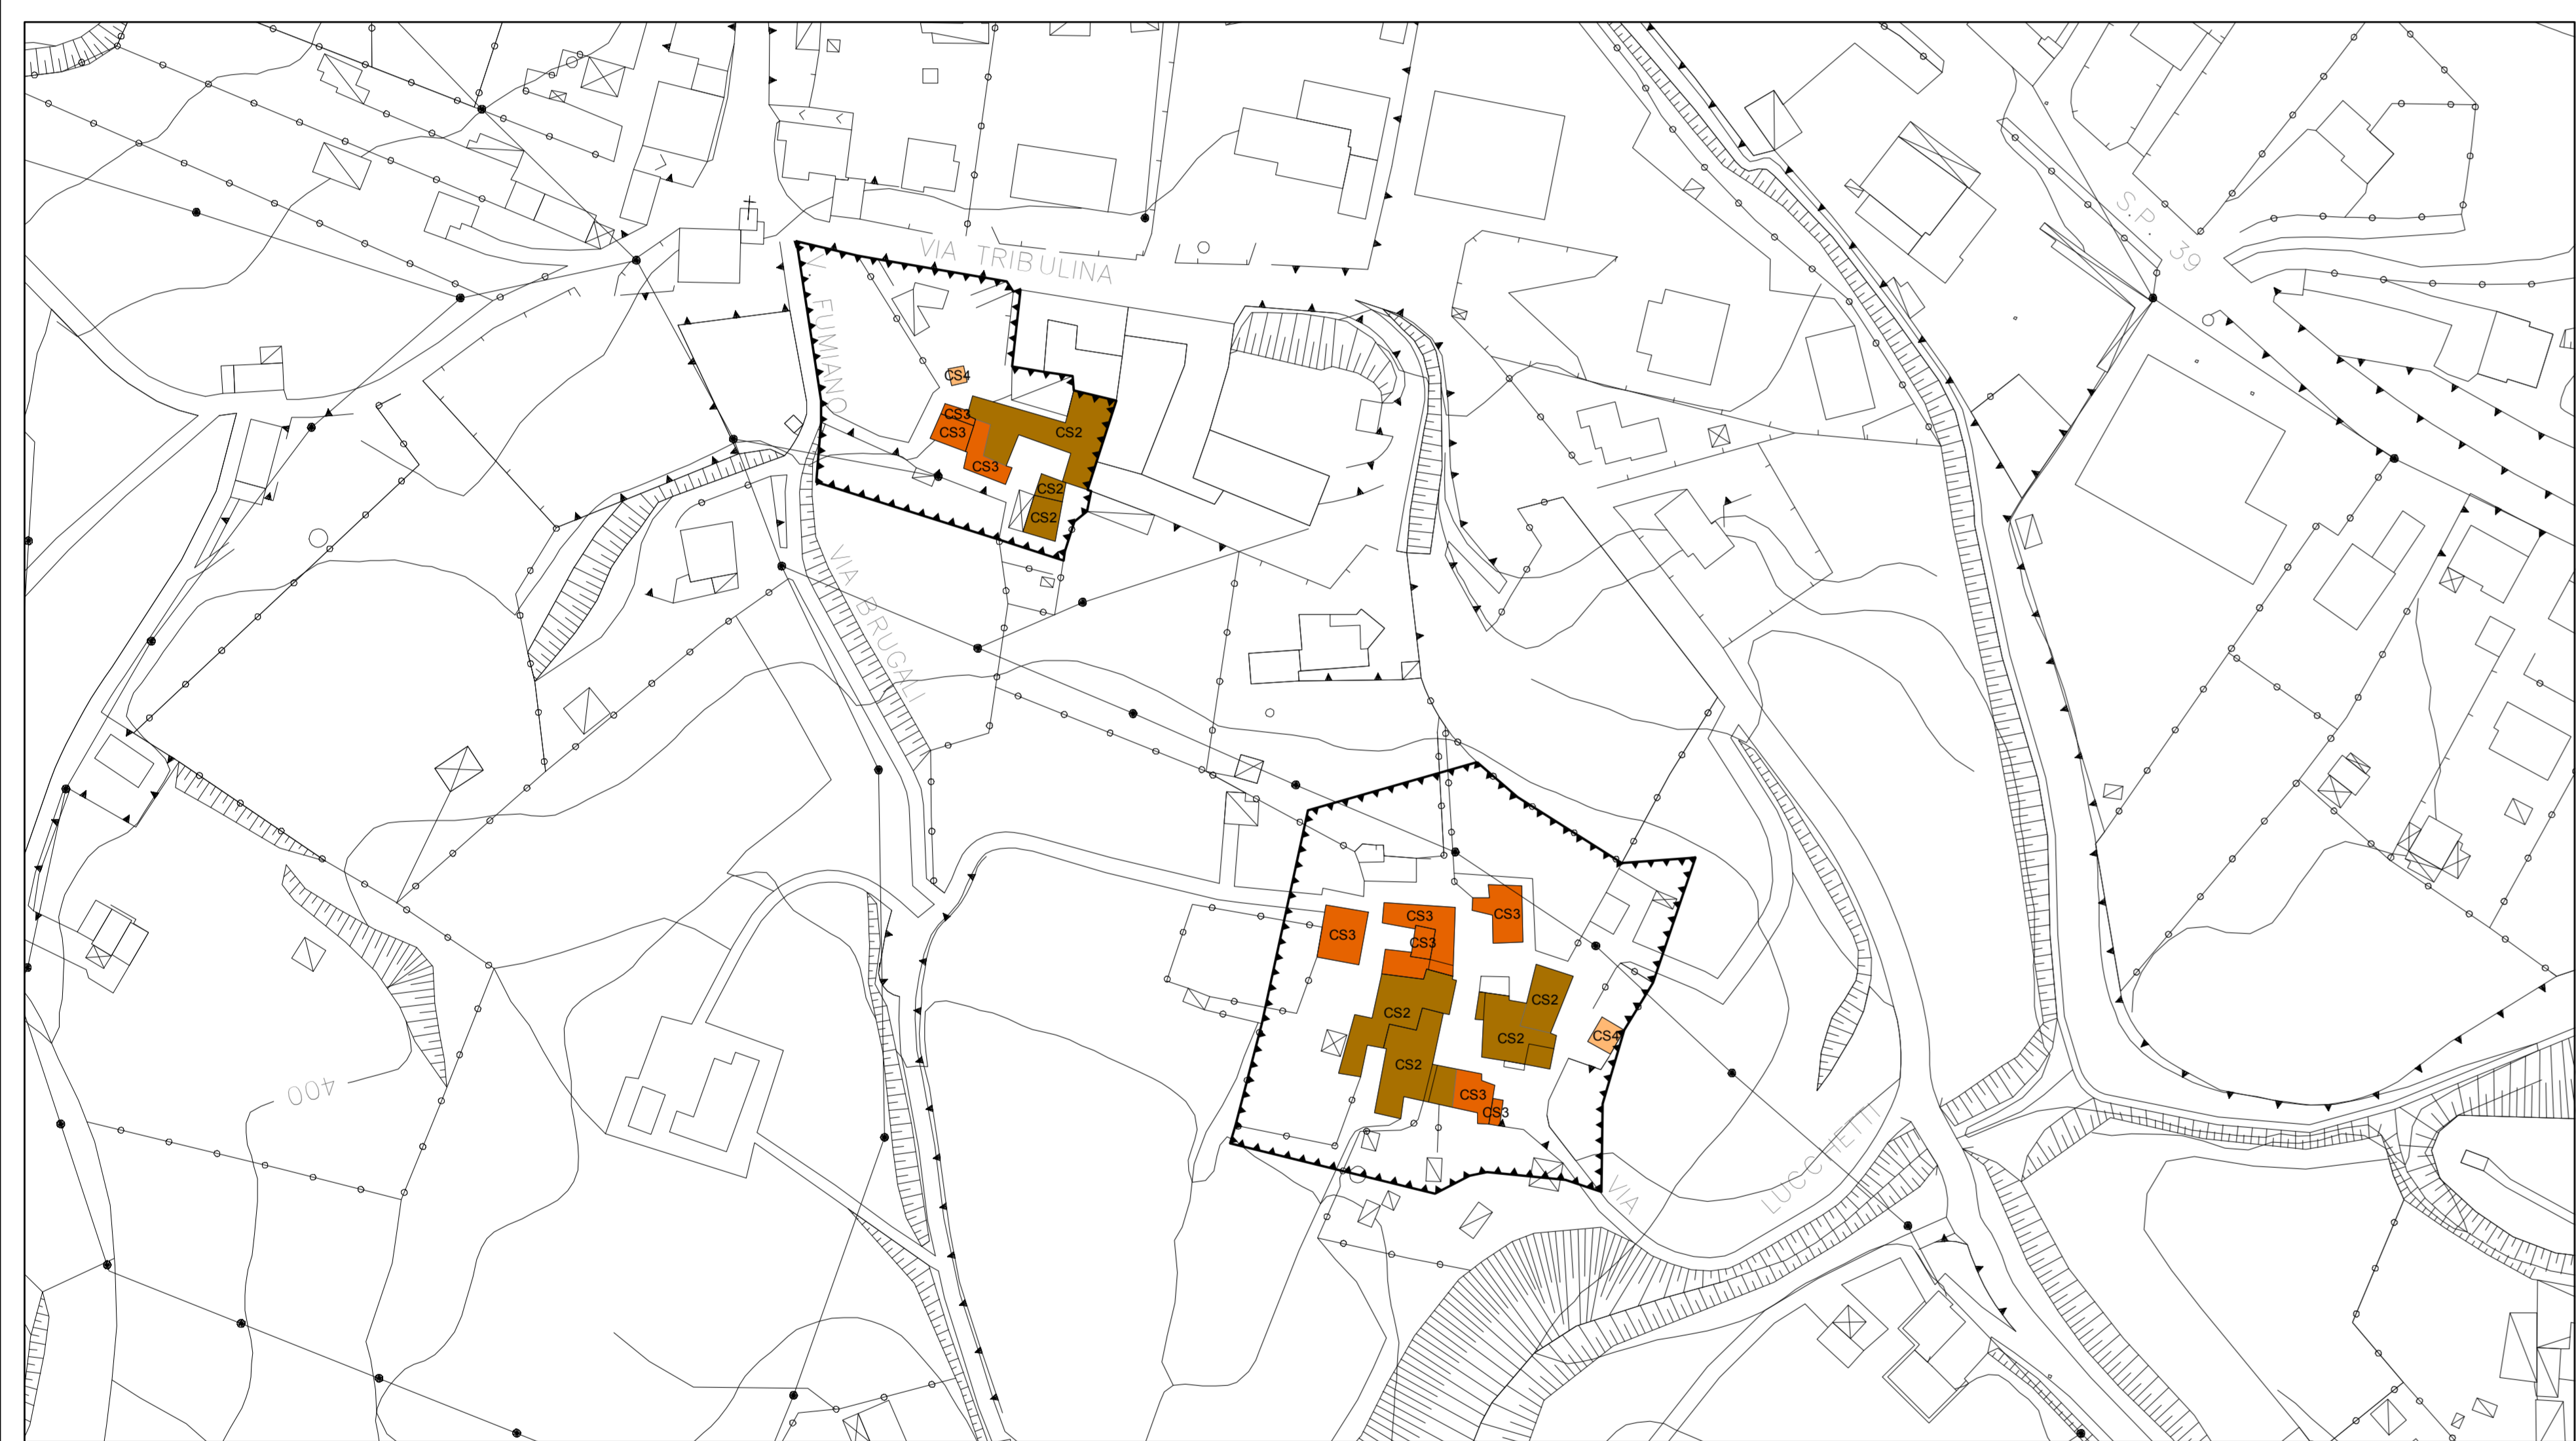 S.P. 39
VIA TRIBULINA
V. FUMIANO
CS4
CS3
CS3
CS2
CS3
CS2
CS2
VIA BRUGALI
CS3
CS3
CS3
CS3
CS2
CS2
CS2
CS4
CS2
CS3
CS3
400
VIA LUCCHETTI